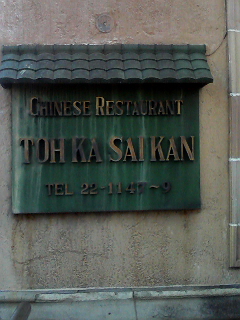 CHINESE RESTAURANT
TOH KA SAI KAN
TEL 22-1147~9